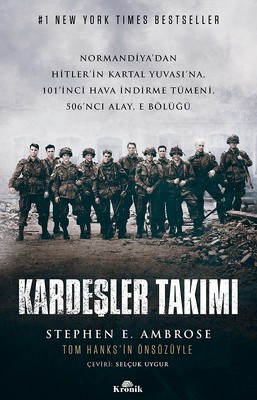 #1 NEW YORK TIMES BESTSELLER
NORMANDİYA'DAN
HİTLER'İN KARTAL YUVASI'NA,
101'İNCİ HAVA İNDİRME TÜMENİ,
506'NCI ALAY, E BÖLÜĞÜ
KARDEŞLER TAKIMI
STEPHEN E. AMBROSE
TOM HANKS'İN ÖNSÖZÜYLE
ÇEVİRİ: SELÇUK UYGUR
Kronik